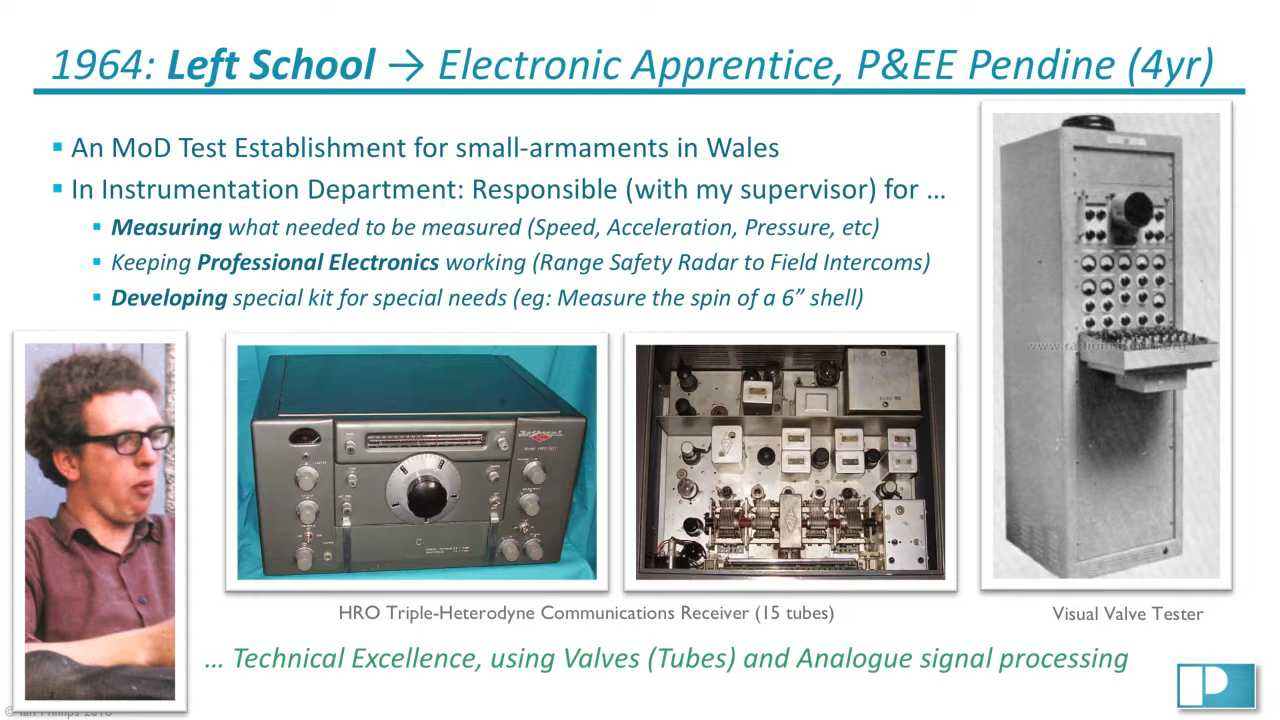 1964: Left School → Electronic Apprentice, P&EE Pendine (4yr)
An MoD Test Establishment for small-armaments in Wales
In Instrumentation Department: Responsible (with my supervisor) for …
Measuring what needed to be measured (Speed, Acceleration, Pressure, etc)
Keeping Professional Electronics working (Range Safety Radar to Field Intercoms)
Developing special kit for special needs (eg: Measure the spin of a 6” shell)
HRO Triple-Heterodyne Communications Receiver (15 tubes)
Visual Valve Tester
… Technical Excellence, using Valves (Tubes) and Analogue signal processing
P